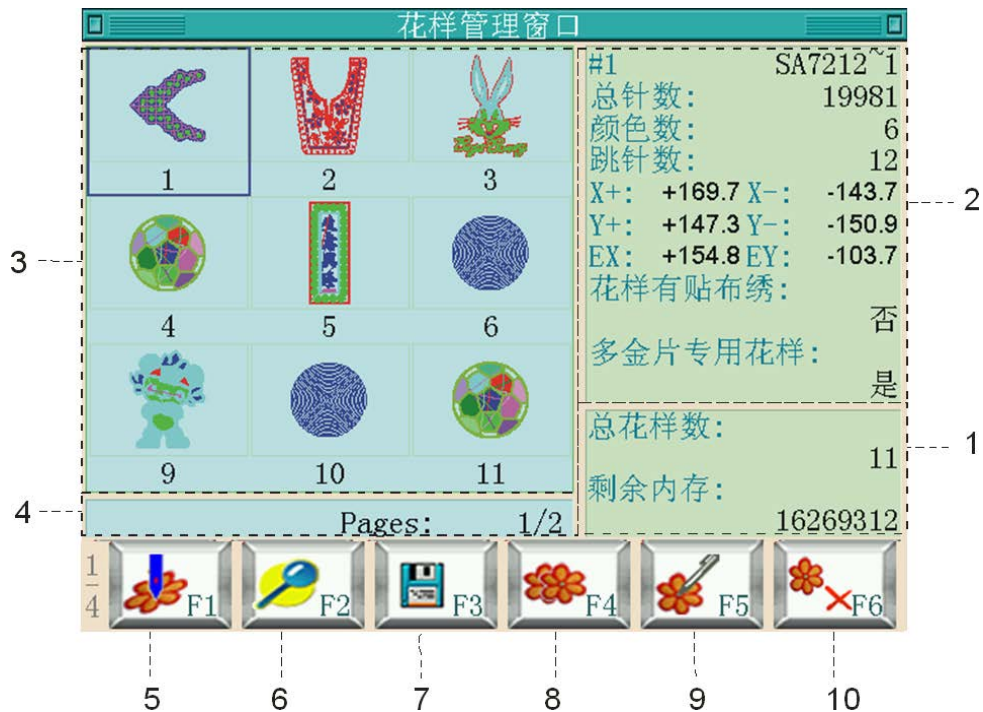 花样管理窗口
#1 SA7212~1
总针数: 19981
颜色数: 6
跳针数: 12
X+: +169.7 X-: -143.7
Y+: +147.3 Y-: -150.9
EX: +154.8 EY: -103.7
花样有贴布绣:
否
多金片专用花样:
是
总花样数:
11
剩余内存:
16269312
1 2 3
4 5 6
9 10 11
Pages: 1/2
1/4
F1 F2 F3 F4 F5 F6
3
4
2
1
5 6 7 8 9 10